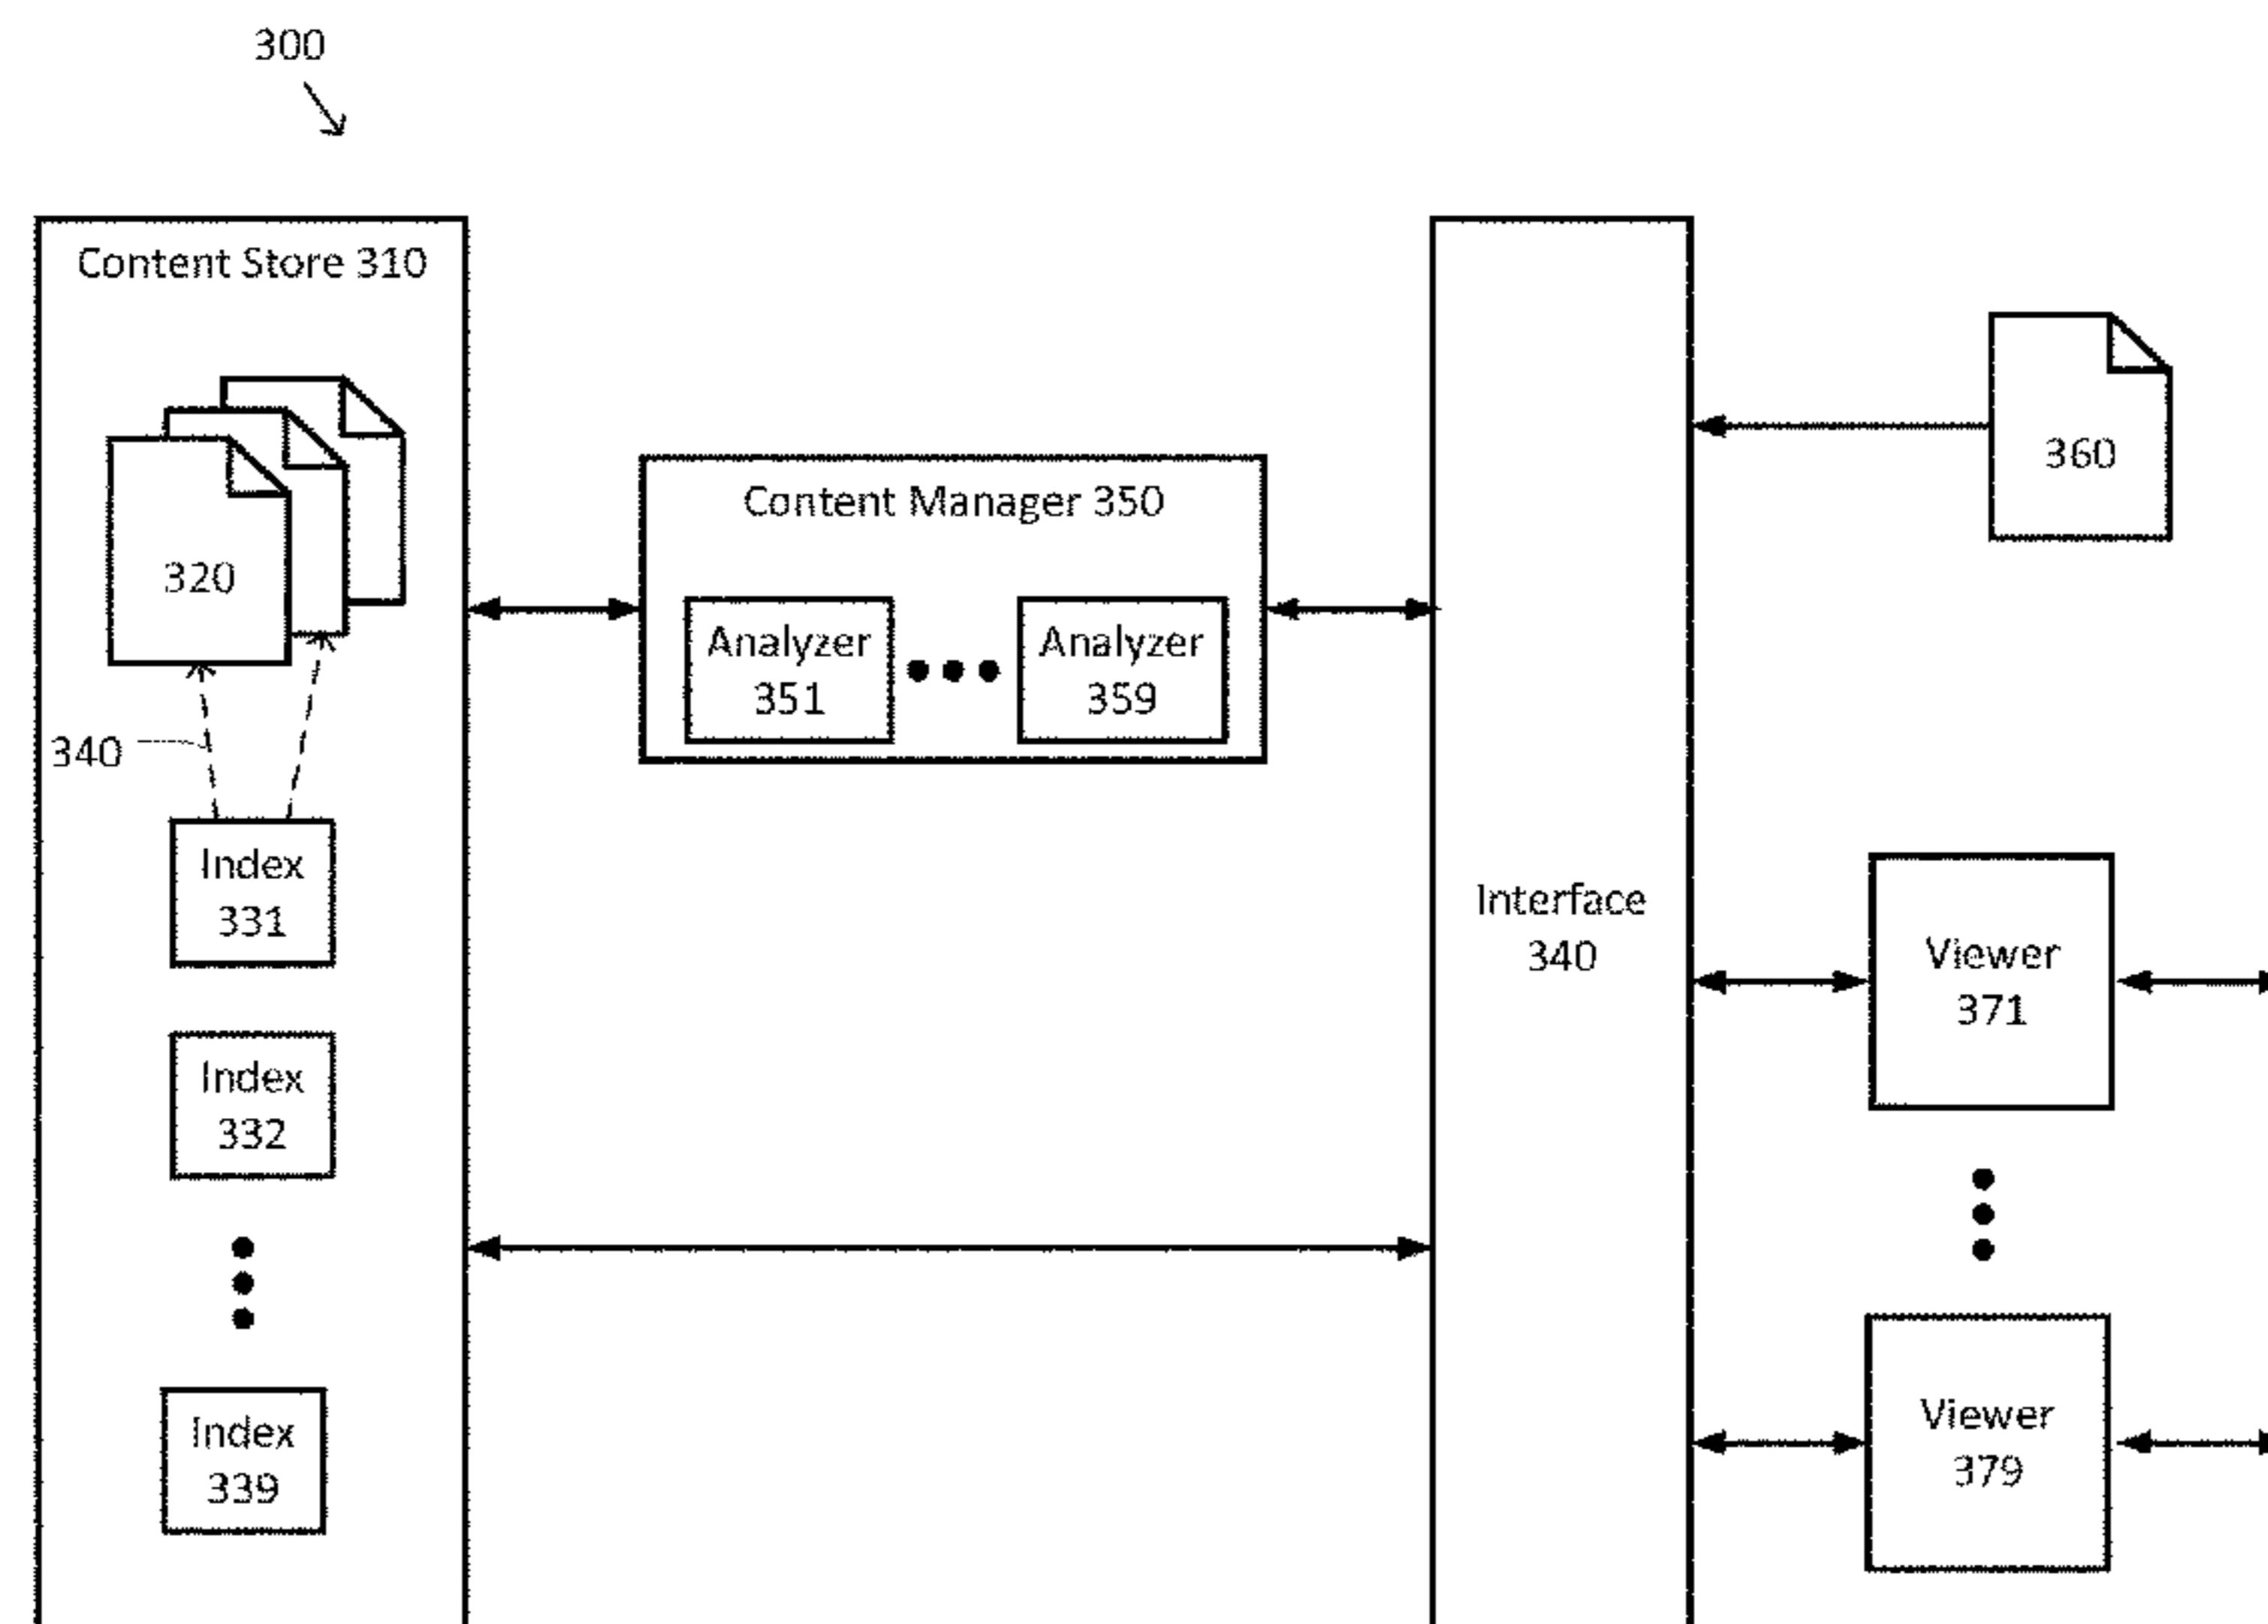 300
Content Store 310
320
340
Index
331
Index
332
Index
339
Content Manager 350
Analyzer
351
Analyzer
359
Interface
340
360
Viewer
371
Viewer
379